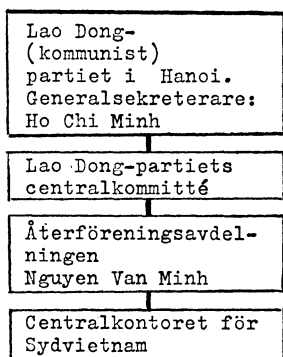 Lao Dong-
(kommunist)
partiet i Hanoi.
Generalsekreterare:
Ho Chi Minh
Lao Dong-partiets
centralkommitté
Återföreningsavdel-
ningen
Nguyen Van Minh
Centralkontoret för
Sydvietnam